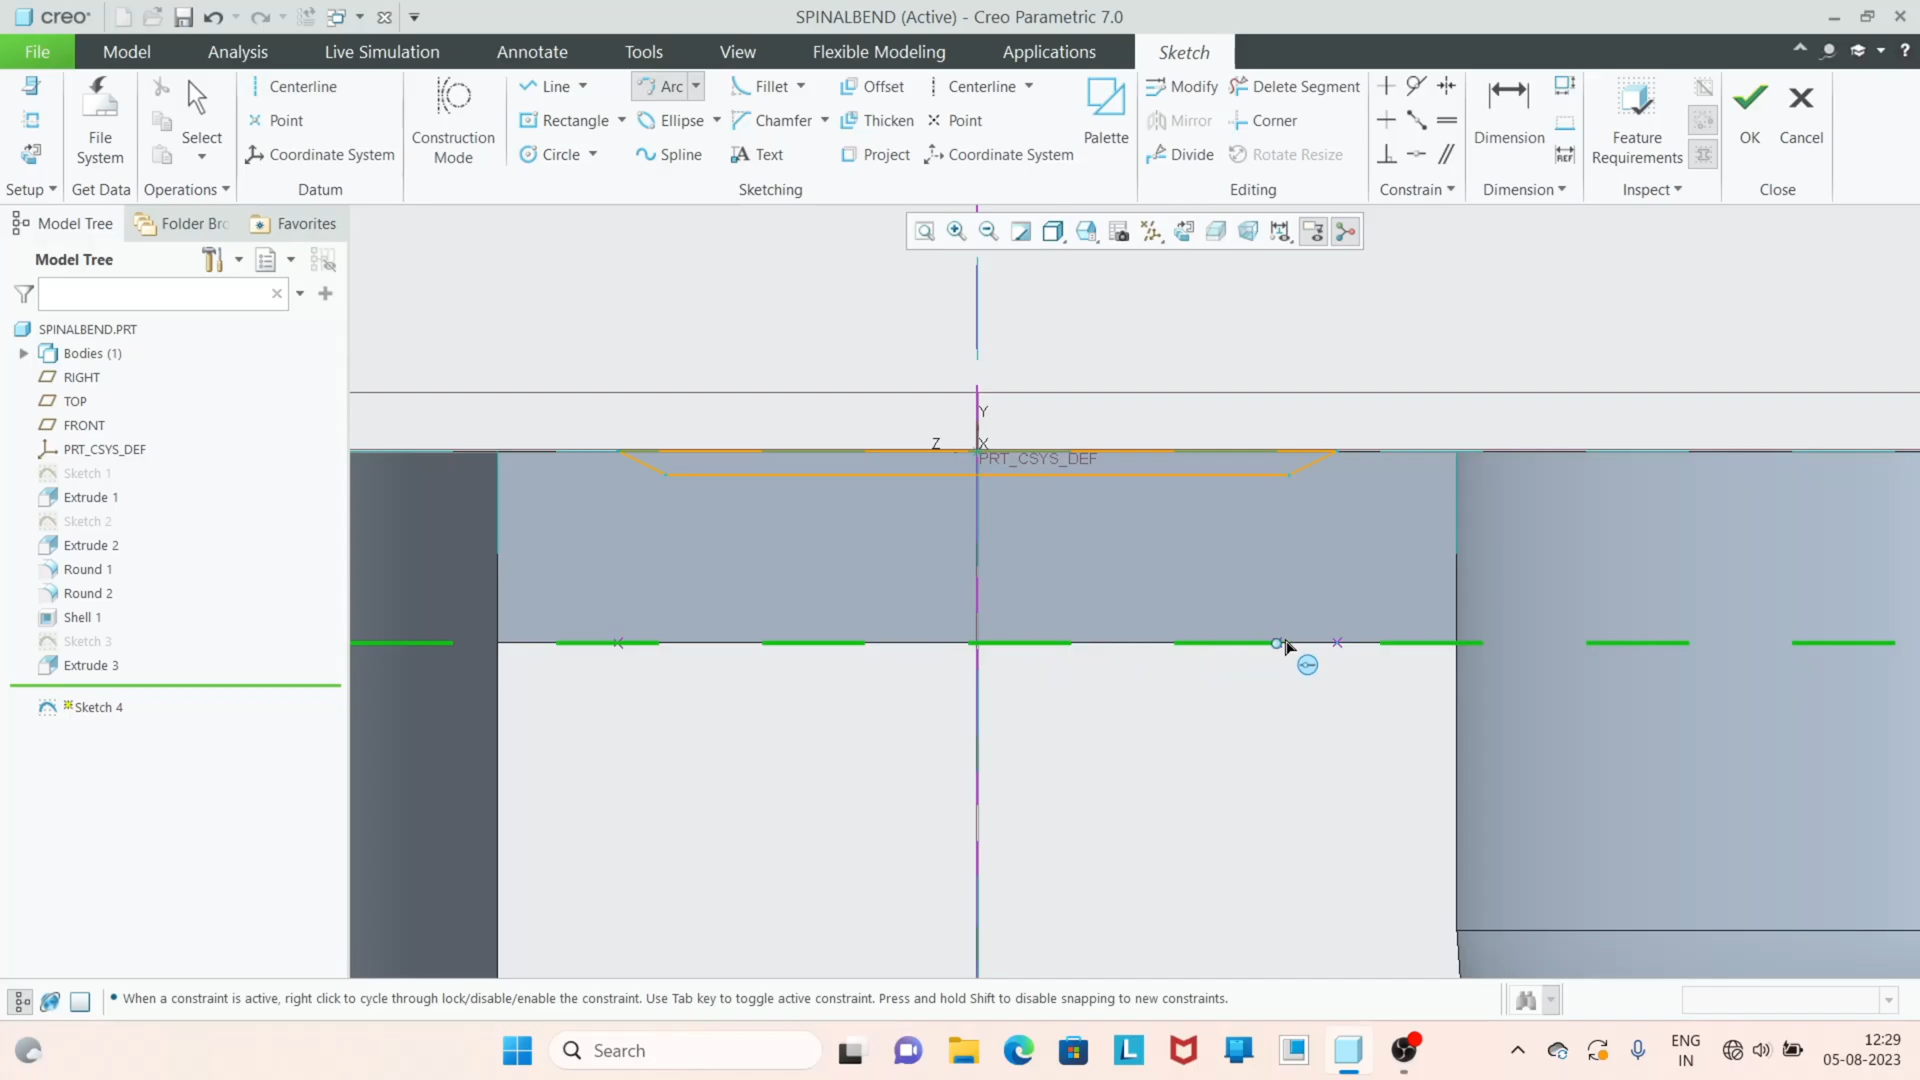 creo
SPINALBEND (Active) - Creo Parametric 7.0
File Model Analysis Live Simulation Annotate Tools View Flexible Modeling Applications Sketch
File System
Select
Centerline
Point
Coordinate System
Construction Mode
Line Arc Fillet Offset Centerline
Rectangle Ellipse Chamfer Thicken Point
Circle Spline Text Project Coordinate System
Palette
Modify Delete Segment
Mirror Corner
Divide Rotate Resize
Dimension
REF
Feature Requirements
OK Cancel
Setup Get Data Operations Datum Sketching Editing Constrain Dimension Inspect Close
Model Tree Folder Bro Favorites
Model Tree
SPINALBEND.PRT
Bodies (1)
RIGHT
TOP
FRONT
PRT_CSYS_DEF
Sketch 1
Extrude 1
Sketch 2
Extrude 2
Round 1
Round 2
Shell 1
Sketch 3
Extrude 3
Sketch 4
Y
Z X
PRT_CSYS_DEF
When a constraint is active, right click to cycle through lock/disable/enable the constraint. Use Tab key to toggle active constraint. Press and hold Shift to disable snapping to new constraints.
Search
L
ENG
IN
12:29
05-08-2023